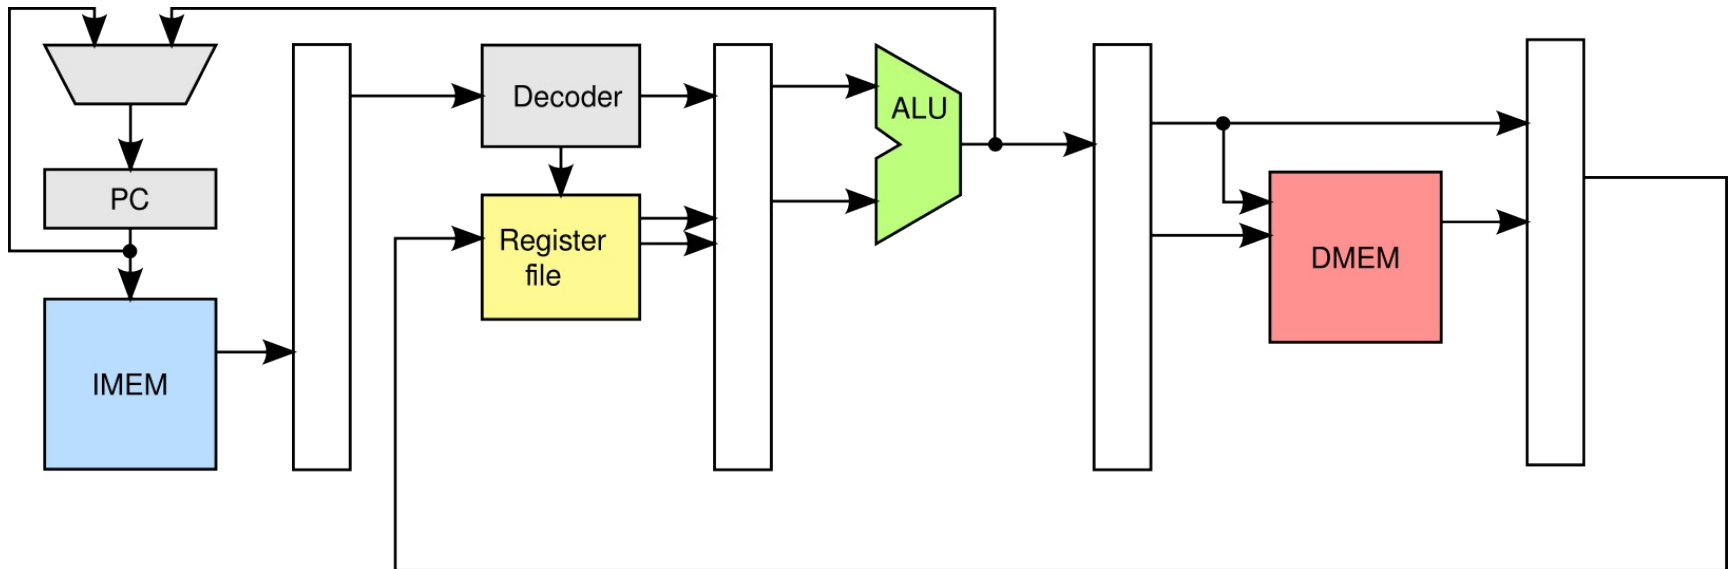 Decoder
ALU
PC
Register
file
DMEM
IMEM